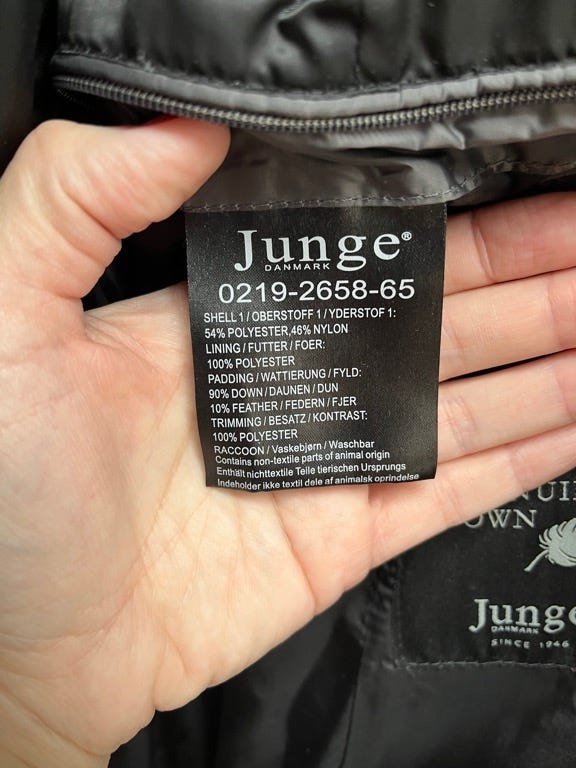 Junge®
DANMARK
0219-2658-65
SHELL 1 / OBERSTOFF 1 / YDERSTOF 1:
54% POLYESTER,46% NYLON
LINING / FUTTER / FOER:
100% POLYESTER
PADDING / WATTIERUNG / FYLD:
90% DOWN / DAUNEN / DUN
10% FEATHER / FEDERN / FJER
TRIMMING / BESATZ / KONTRAST:
100% POLYESTER
RACCOON / Vaskebjørn / Waschbar
Contains non-textile parts of animal origin
Enthält nichttextile Teile tierischen Ursprungs
Indeholder ikke textil dele af animalsk oprindelse
Junge
DANMARK
SINCE 1946